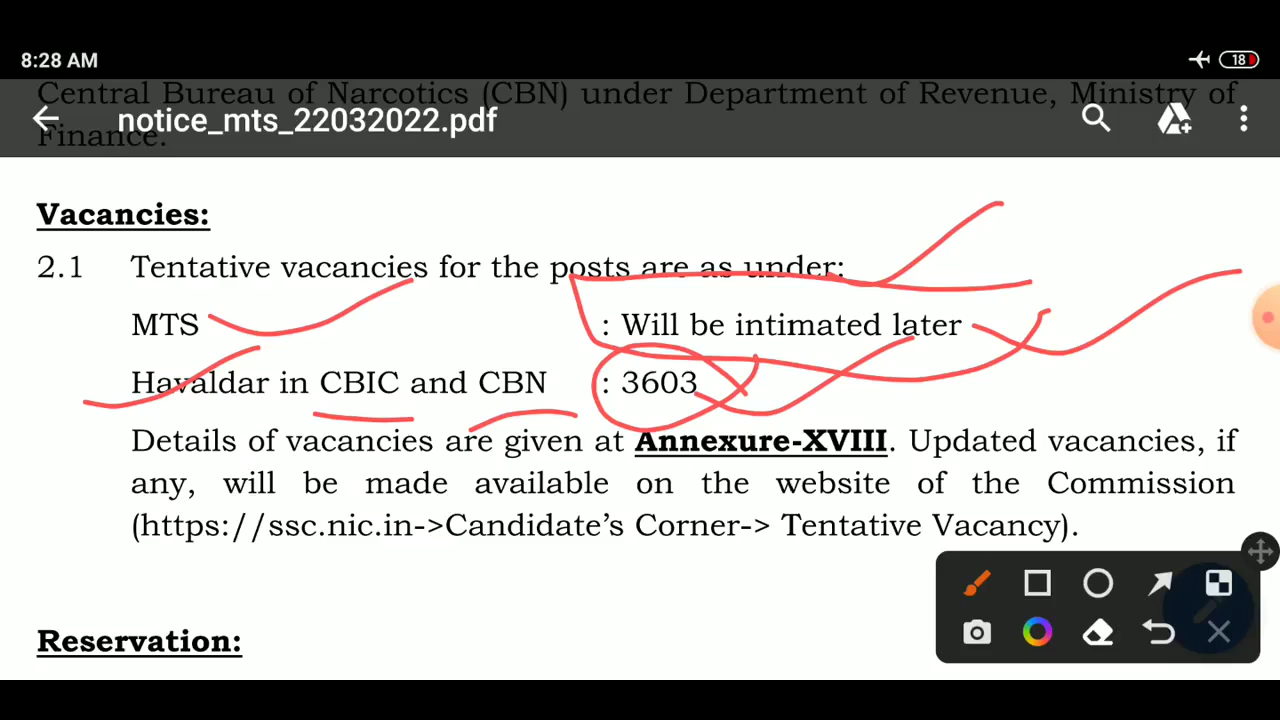 8:28 AM
18
Central Bureau of Narcotics (CBN) under Department of Revenue, Ministry of
notice_mts_22032022.pdf
Finance.
Vacancies:
2.1 Tentative vacancies for the posts are as under:
MTS : Will be intimated later
Havaldar in CBIC and CBN : 3603
Details of vacancies are given at Annexure-XVIII. Updated vacancies, if
any, will be made available on the website of the Commission
(https://ssc.nic.in->Candidate’s Corner-> Tentative Vacancy).
Reservation: